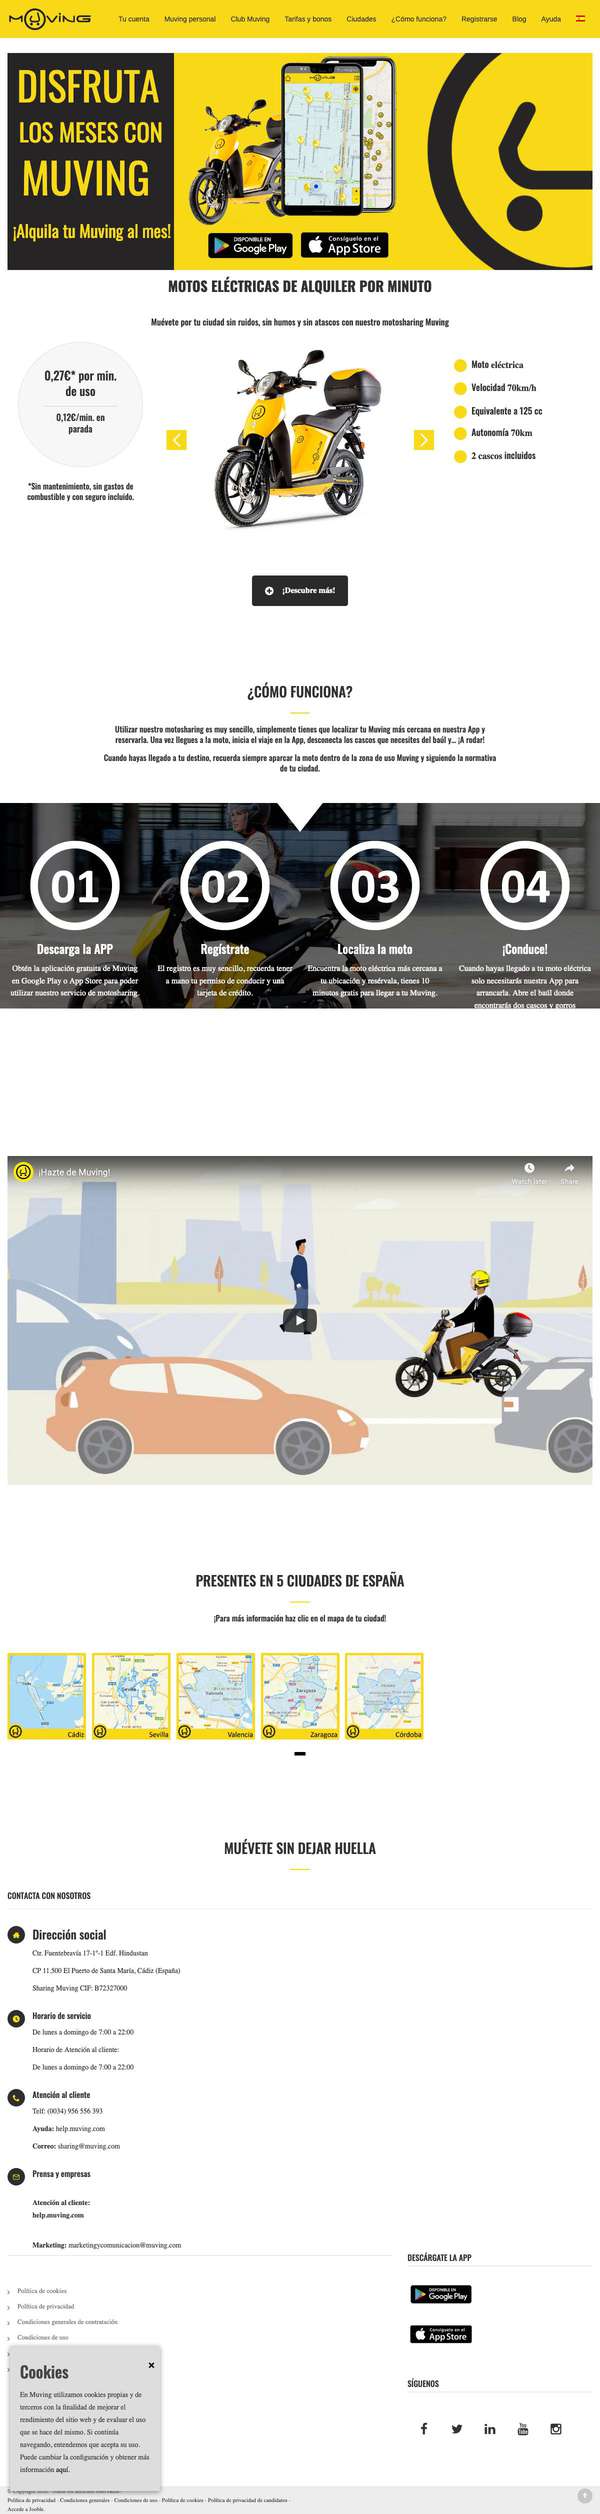 MUVING
Tu cuenta
Muving personal
Club Muving
Tarifas y bonos
Ciudades
¿Cómo funciona?
Registrarse
Blog
Ayuda
DISFRUTA
LOS MESES CON
MUVING
¡Alquila tu Muving al mes!
DISPONIBLE EN
Google Play
Consíguelo en el
App Store
MOTOS ELÉCTRICAS DE ALQUILER POR MINUTO
Muévete por tu ciudad sin ruidos, sin humos y sin atascos con nuestro motosharing Muving
0,27€* por min.
de uso
0,12€/min. en
parada
*Sin mantenimiento, sin gastos de
combustible y con seguro incluido.
Moto eléctrica
Velocidad 70km/h
Equivalente a 125 cc
Autonomía 70km
2 cascos incluidos
¡Descubre más!
¿CÓMO FUNCIONA?
Utilizar nuestro motosharing es muy sencillo, simplemente tienes que localizar tu Muving más cercana en nuestra App y
reservarla. Una vez llegues a la moto, inicia el viaje en la App, desconecta los cascos que necesites del baúl y... ¡A rodar!
Cuando hayas llegado a tu destino, recuerda siempre aparcar la moto dentro de la zona de uso Muving y siguiendo la normativa
de tu ciudad.
01
Descarga la APP
Obtén la aplicación gratuita de Muving
en Google Play o App Store para poder
utilizar nuestro servicio de motosharing.
02
Regístrate
El registro es muy sencillo, recuerda tener
a mano tu permiso de conducir y una
tarjeta de crédito.
03
Localiza la moto
Encuentra la moto eléctrica más cercana a
tu ubicación y resérvala, tienes 10
minutos gratis para llegar a tu Muving.
04
¡Conduce!
Cuando hayas llegado a tu moto eléctrica
solo necesitarás nuestra App para
arrancarla. Abre el baúl donde
encontrarás dos cascos y gorros
¡Hazte de Muving!
Watch later
Share
PRESENTES EN 5 CIUDADES DE ESPAÑA
¡Para más información haz clic en el mapa de tu ciudad!
Cádiz
Sevilla
Valencia
Zaragoza
Córdoba
MUÉVETE SIN DEJAR HUELLA
CONTACTA CON NOSOTROS
Dirección social
Ctr. Fuentebravía 17-1º-1 Edf. Hindustan
CP 11.500 El Puerto de Santa María, Cádiz (España)
Sharing Muving CIF: B72327000
Horario de servicio
De lunes a domingo de 7:00 a 22:00
Horario de Atención al cliente:
De lunes a domingo de 7:00 a 22:00
Atención al cliente
Telf: (0034) 956 556 393
Ayuda: help.muving.com
Correo: sharing@muving.com
Prensa y empresas
Atención al cliente:
help.muving.com
Marketing: marketingycomunicacion@muving.com
Política de cookies
Política de privacidad
Condiciones generales de contratación
Condiciones de uso
DESCÁRGATE LA APP
DISPONIBLE EN
Google Play
Consíguelo en el
App Store
SÍGUENOS
Cookies
En Muving utilizamos cookies propias y de
terceros con la finalidad de mejorar el
rendimiento del sitio web y de evaluar el uso
que se hace del mismo. Si continúa
navegando, entendemos que acepta su uso.
Puede cambiar la configuración y obtener más
información aquí.
Política de privacidad · Condiciones generales · Condiciones de uso · Política de cookies · Política de privacidad de candidatos ·
Accede a Jooble.